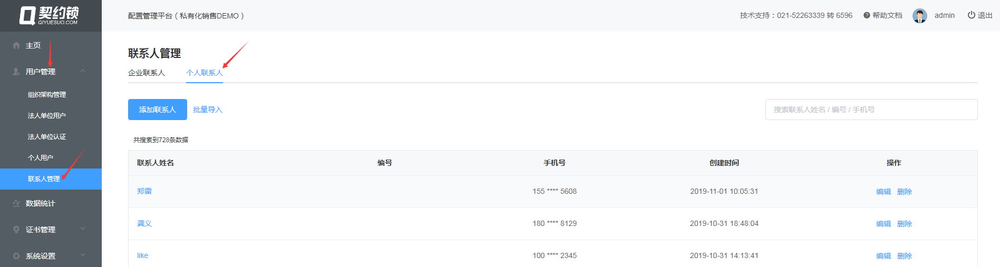 契约锁
QIYUESUO.COM
配置管理平台（私有化销售DEMO）
技术支持：021-52263339 转 6596
帮助文档
admin
退出
主页
用户管理
组织架构管理
法人单位用户
法人单位认证
个人用户
联系人管理
数据统计
证书管理
系统设置
联系人管理
企业联系人 个人联系人
添加联系人 批量导入
搜索联系人姓名 / 编号 / 手机号
共搜索到728条数据
联系人姓名 编号 手机号 创建时间 操作
郑雷 155 **** 5608 2019-11-01 10:05:31 编辑 删除
龚义 180 **** 8129 2019-10-31 18:48:04 编辑 删除
like 100 **** 2345 2019-10-31 14:13:41 编辑 删除